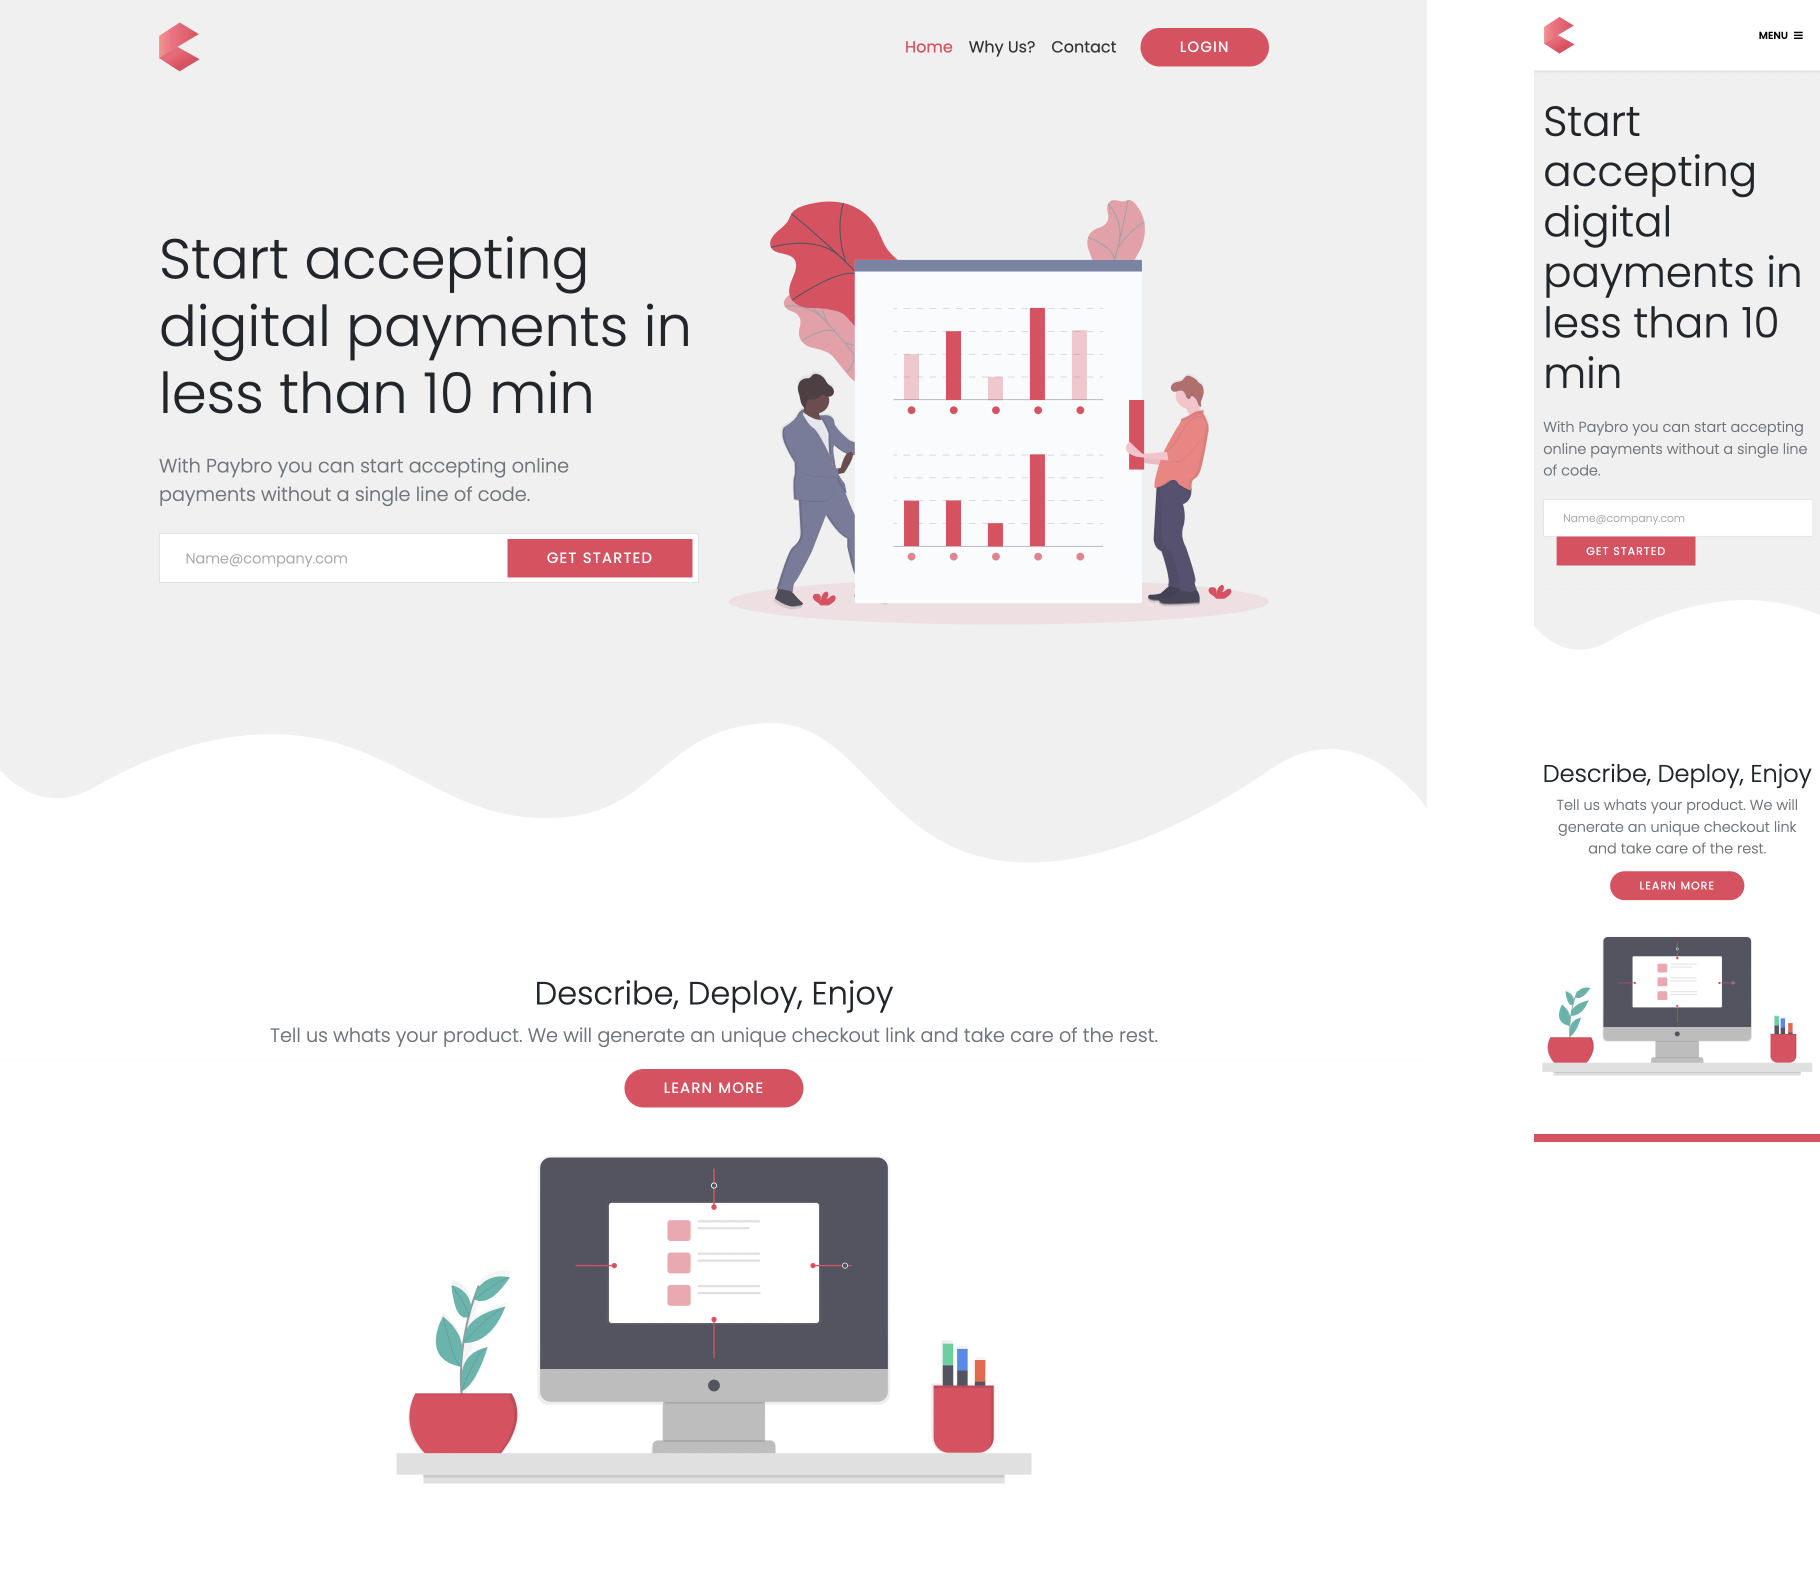 Home Why Us? Contact LOGIN
Start accepting
digital payments in
less than 10 min
With Paybro you can start accepting online
payments without a single line of code.
Name@company.com GET STARTED
Describe, Deploy, Enjoy
Tell us whats your product. We will generate an unique checkout link and take care of the rest.
LEARN MORE
MENU
Start
accepting
digital
payments in
less than 10
min
With Paybro you can start accepting
online payments without a single line
of code.
Name@company.com
GET STARTED
Describe, Deploy, Enjoy
Tell us whats your product. We will
generate an unique checkout link
and take care of the rest.
LEARN MORE